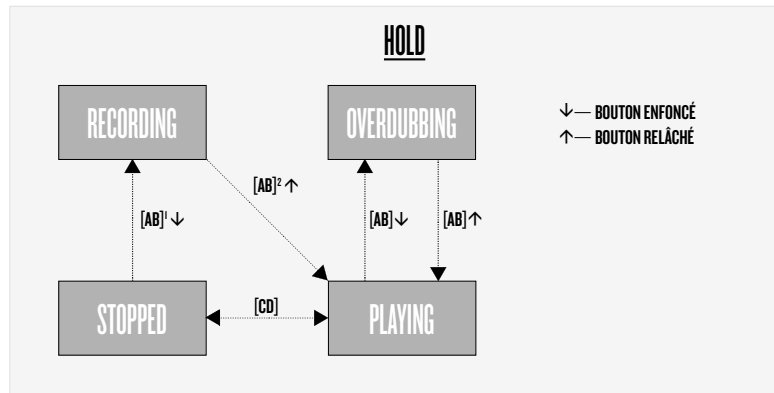 HOLD
RECORDING
OVERDUBBING
↓— BOUTON ENFONCÉ
↑— BOUTON RELÂCHÉ
[AB]² ↑
[AB]¹ ↓
[AB]↓
[AB]↑
STOPPED
[CD]
PLAYING